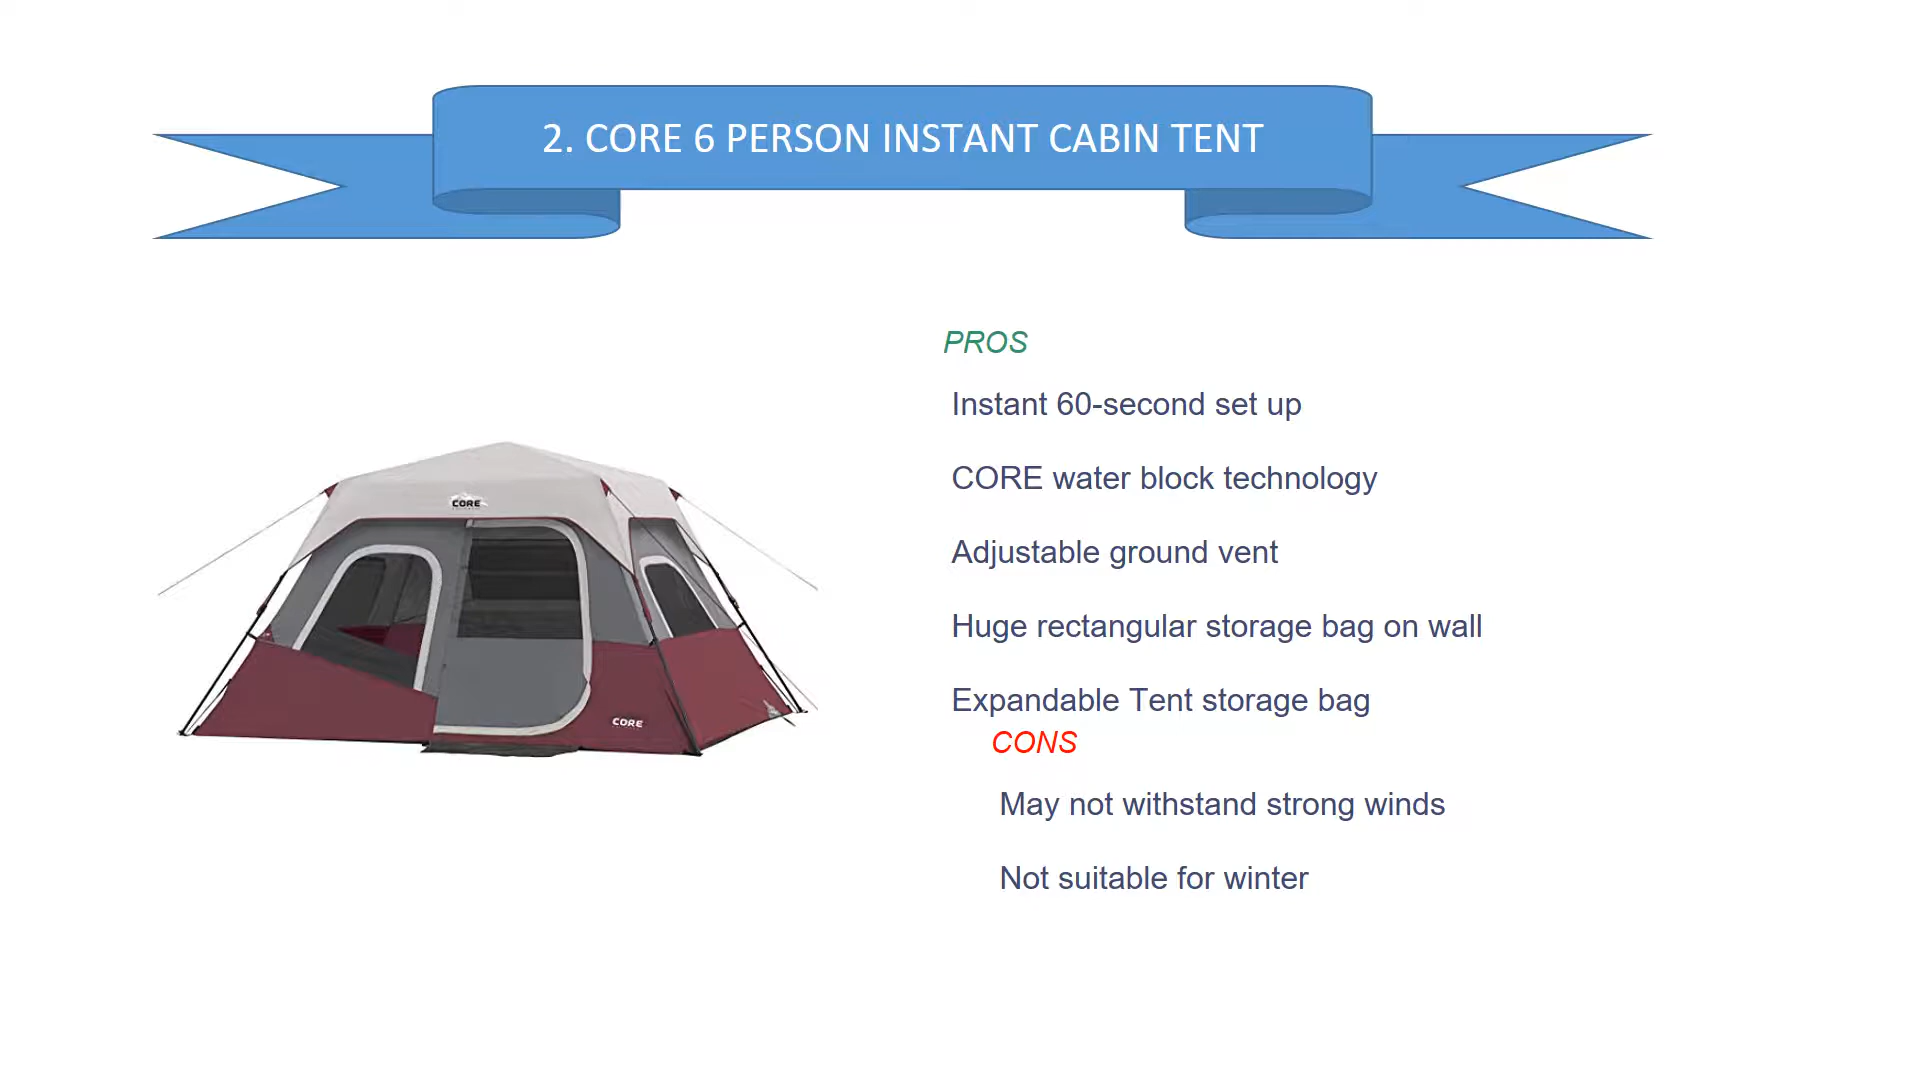 2. CORE 6 PERSON INSTANT CABIN TENT
PROS
Instant 60-second set up
CORE water block technology
Adjustable ground vent
Huge rectangular storage bag on wall
Expandable Tent storage bag
CONS
May not withstand strong winds
Not suitable for winter
CORE
CORE